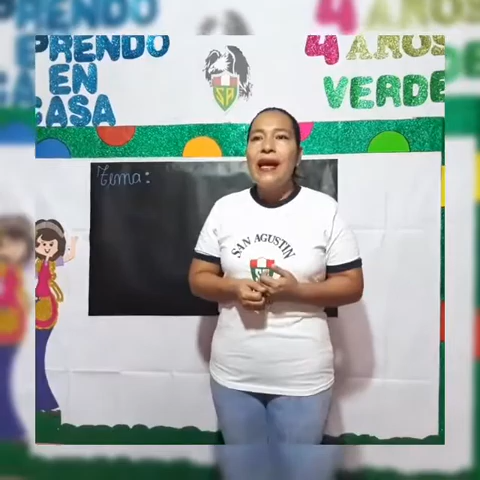 PRENDO
EN
CASA
4 AÑOS
VERDE
Tema:
SAN AGUSTIN